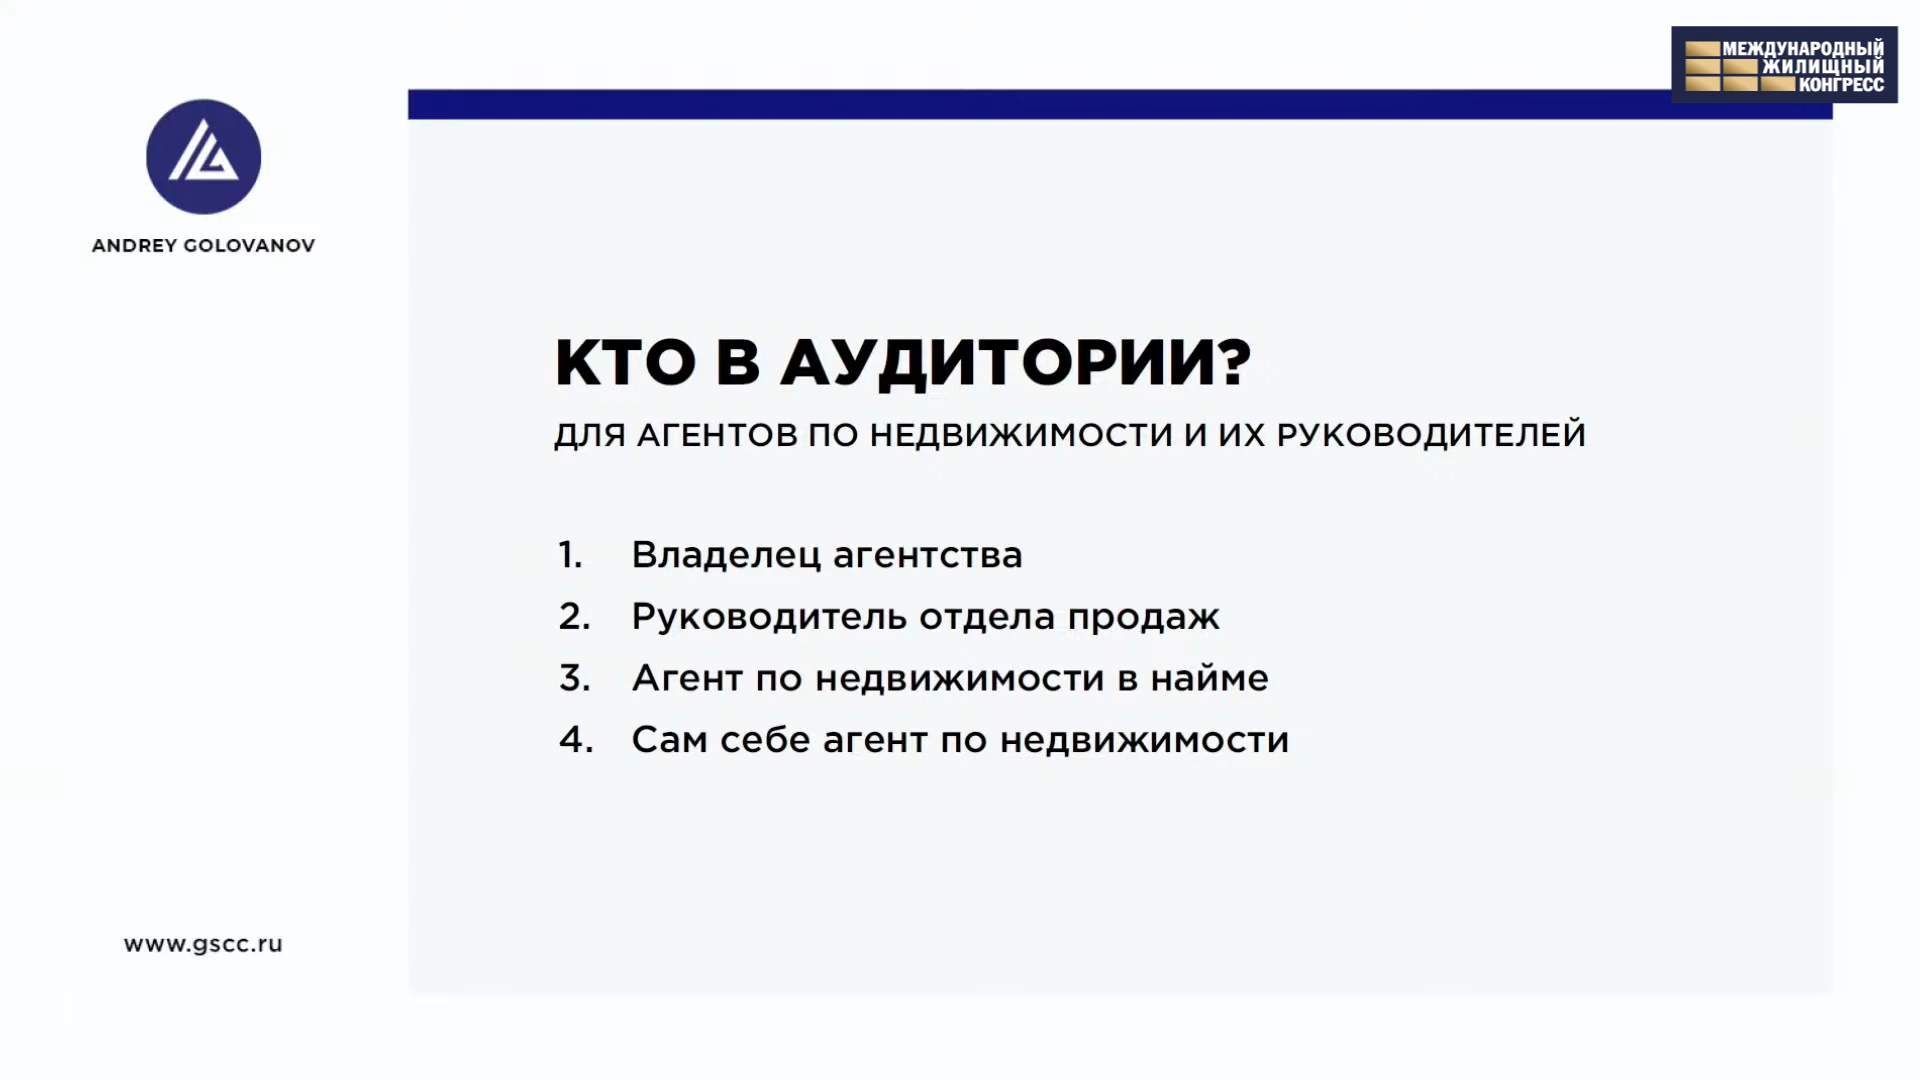 МЕЖДУНАРОДНЫЙ
ЖИЛИЩНЫЙ
КОНГРЕСС
ANDREY GOLOVANOV
КТО В АУДИТОРИИ?
ДЛЯ АГЕНТОВ ПО НЕДВИЖИМОСТИ И ИХ РУКОВОДИТЕЛЕЙ
1. Владелец агентства
2. Руководитель отдела продаж
3. Агент по недвижимости в найме
4. Сам себе агент по недвижимости
www.gscc.ru